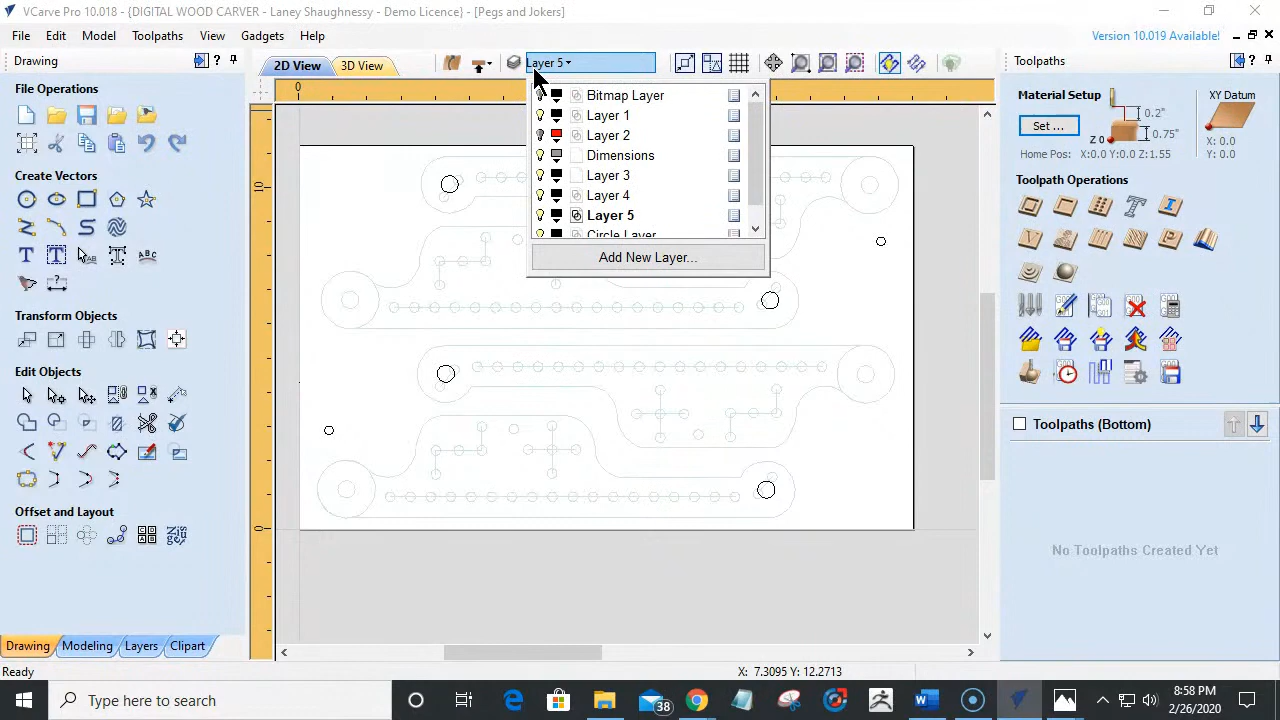 VCarve Pro 10.018 - {DIGITAL WOOD CARVER - Laney Shaughnessy - Demo Licence} - [Pegs and Jokers]
File Edit Model Toolpaths View Gadgets Help
Version 10.019 Available!
Drawing
2D View
3D View
Layer 5
Toolpaths
File Operations
Create Vectors
Transform Objects
Edit Objects
Offset and Layout
Drawing
Modeling
Layers
Clipart
0
10
0
Bitmap Layer
Layer 1
Layer 2
Dimensions
Layer 3
Layer 4
Layer 5
Circle Layer
Add New Layer...
Material Setup
Set ...
Z 0
0.2"
0.75"
Home Pos: X:0.0 Y:0.0 Z:1.55
XY Datum
X: 0.0
Y: 0.0
Toolpath Operations
Toolpaths (Bottom)
No Toolpaths Created Yet
Ready
X: 7.3095 Y: 12.2713
Type here to search
38
8:58 PM
2/26/2020